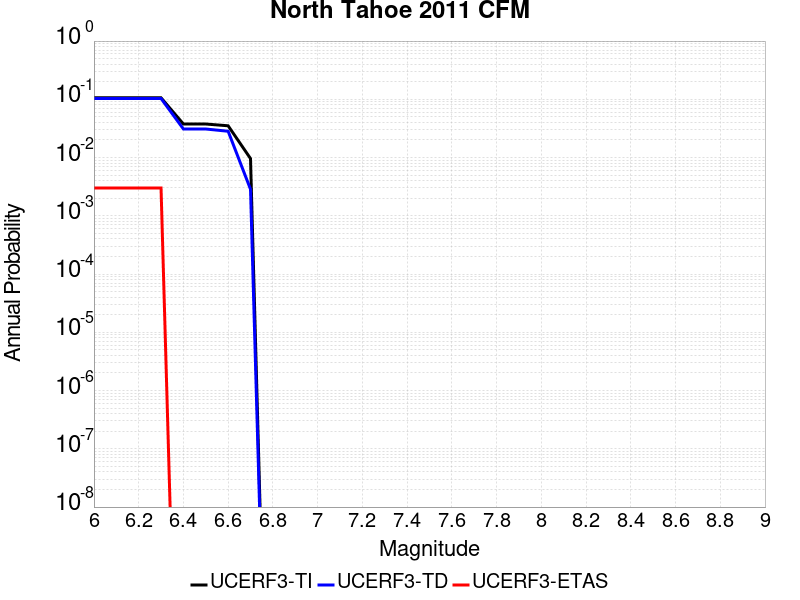 North Tahoe 2011 CFM
10^0
10^-1
10^-2
10^-3
10^-4
10^-5
10^-6
10^-7
10^-8
Annual Probability
6 6.2 6.4 6.6 6.8 7 7.2 7.4 7.6 7.8 8 8.2 8.4 8.6 8.8 9
Magnitude
UCERF3-TI UCERF3-TD UCERF3-ETAS